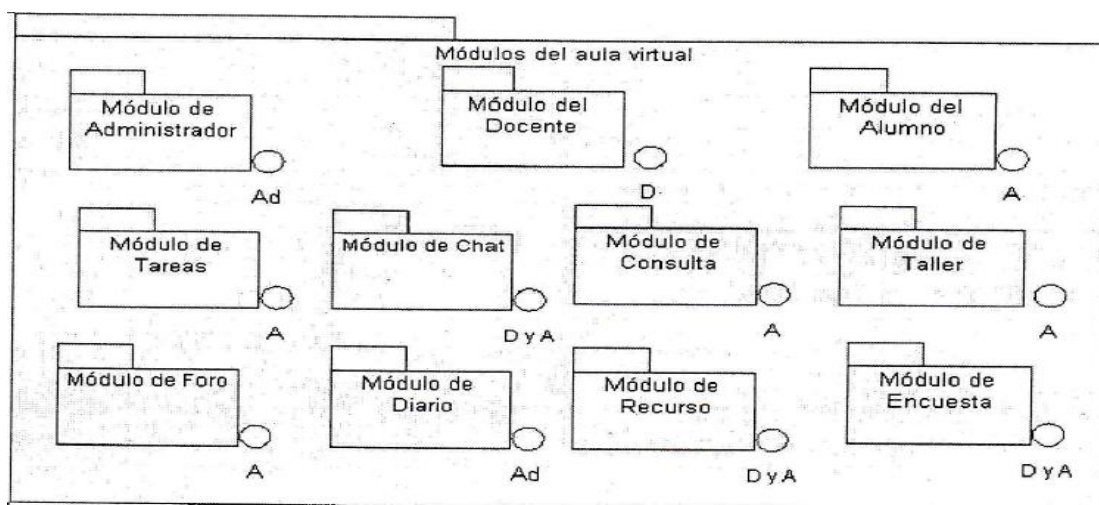 Módulos del aula virtual
Módulo de
Administrador
Ad
Módulo del
Docente
D
Módulo del
Alumno
A
Módulo de
Tareas
A
Módulo de Chat
D y A
Módulo de
Consulta
A
Módulo de
Taller
A
Módulo de Foro
A
Módulo de
Diario
Ad
Módulo de
Recurso
D y A
Módulo de
Encuesta
D y A